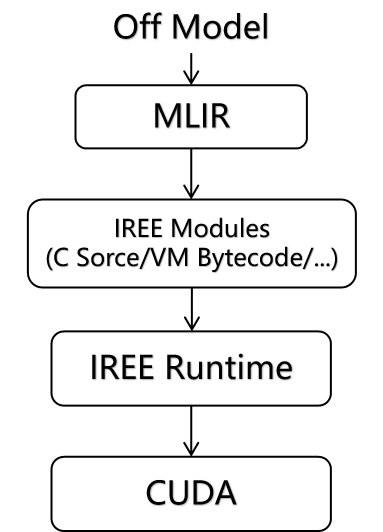 Off Model
MLIR
IREE Modules
(C Sorce/VM Bytecode/...)
IREE Runtime
CUDA